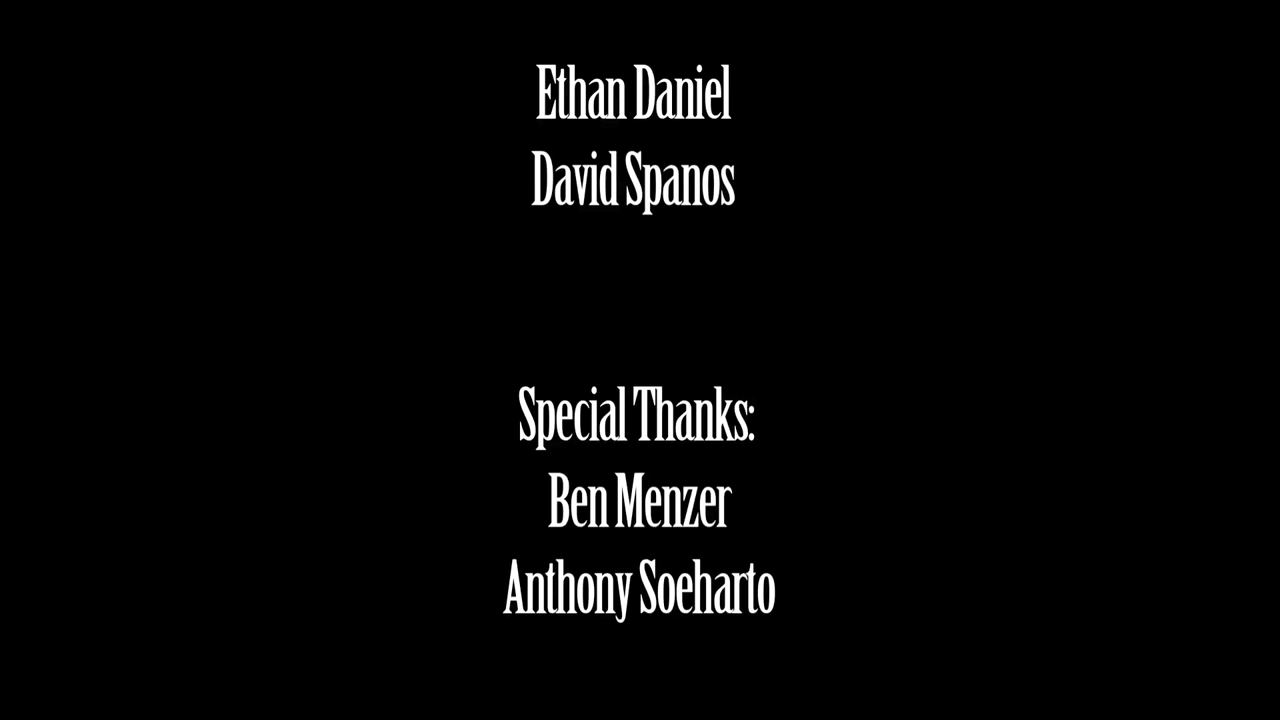 Ethan Daniel
David Spanos
Special Thanks:
Ben Menzer
Anthony Soeharto